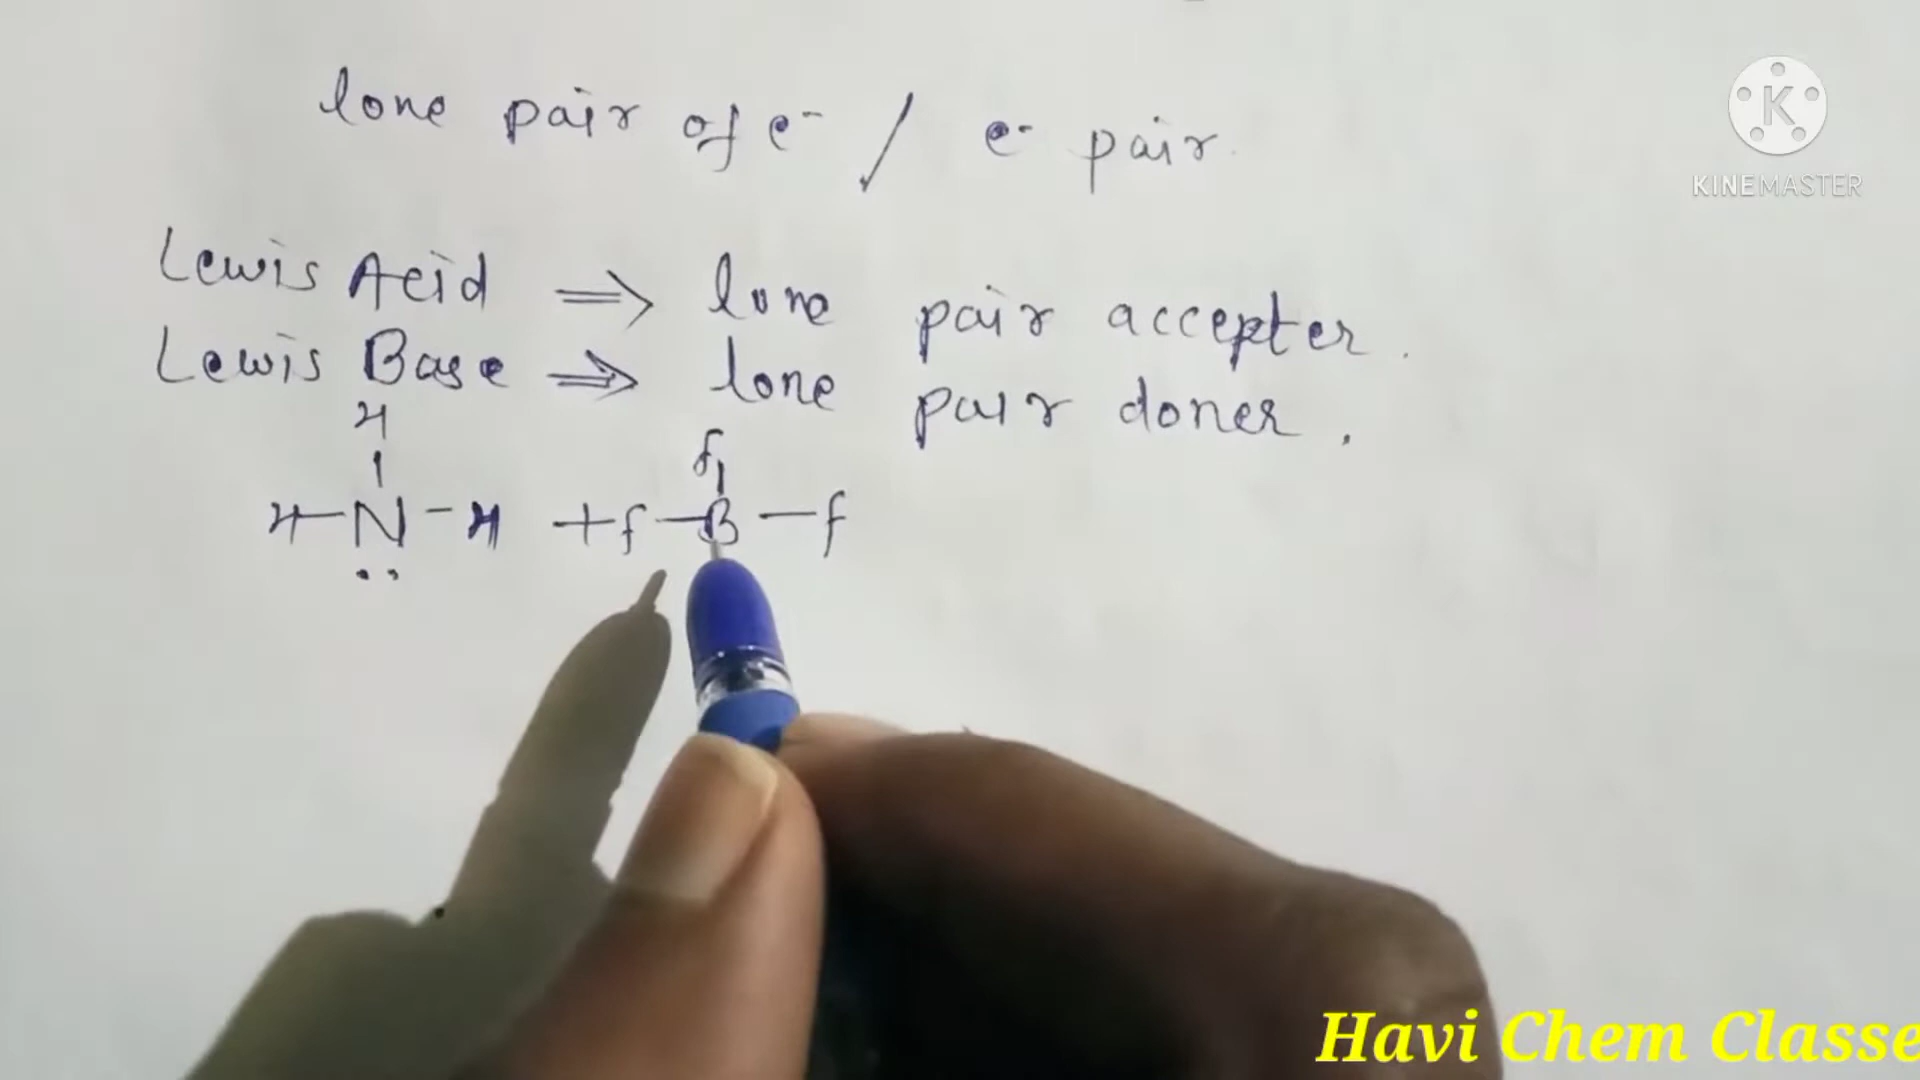 lone pair of e⁻ / e⁻ pair.
KINEMASTER
Lewis Acid ⇒ lone pair accepter.
Lewis Base ⇒ lone pair doner.
H f
H—N—H + f—B—f
..
Havi Chem Classe